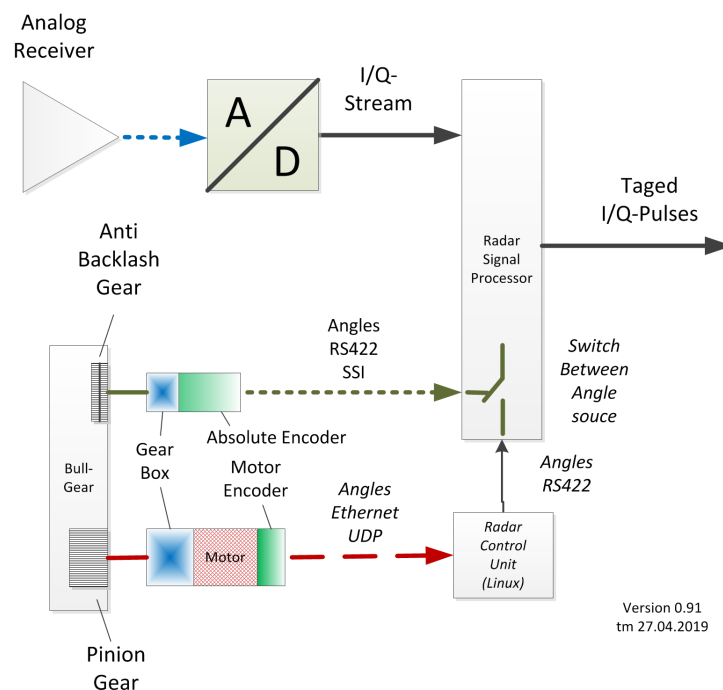 Analog
Receiver
A
D
I/Q-
Stream
Radar
Signal
Processor
Taged
I/Q-Pulses
Anti
Backlash
Gear
Angles
RS422
SSI
Switch
Between
Angle
souce
Absolute Encoder
Gear
Box
Motor
Encoder
Bull-
Gear
Angles
Ethernet
UDP
Angles
RS422
Motor
Radar
Control
Unit
(Linux)
Pinion
Gear
Version 0.91
tm 27.04.2019